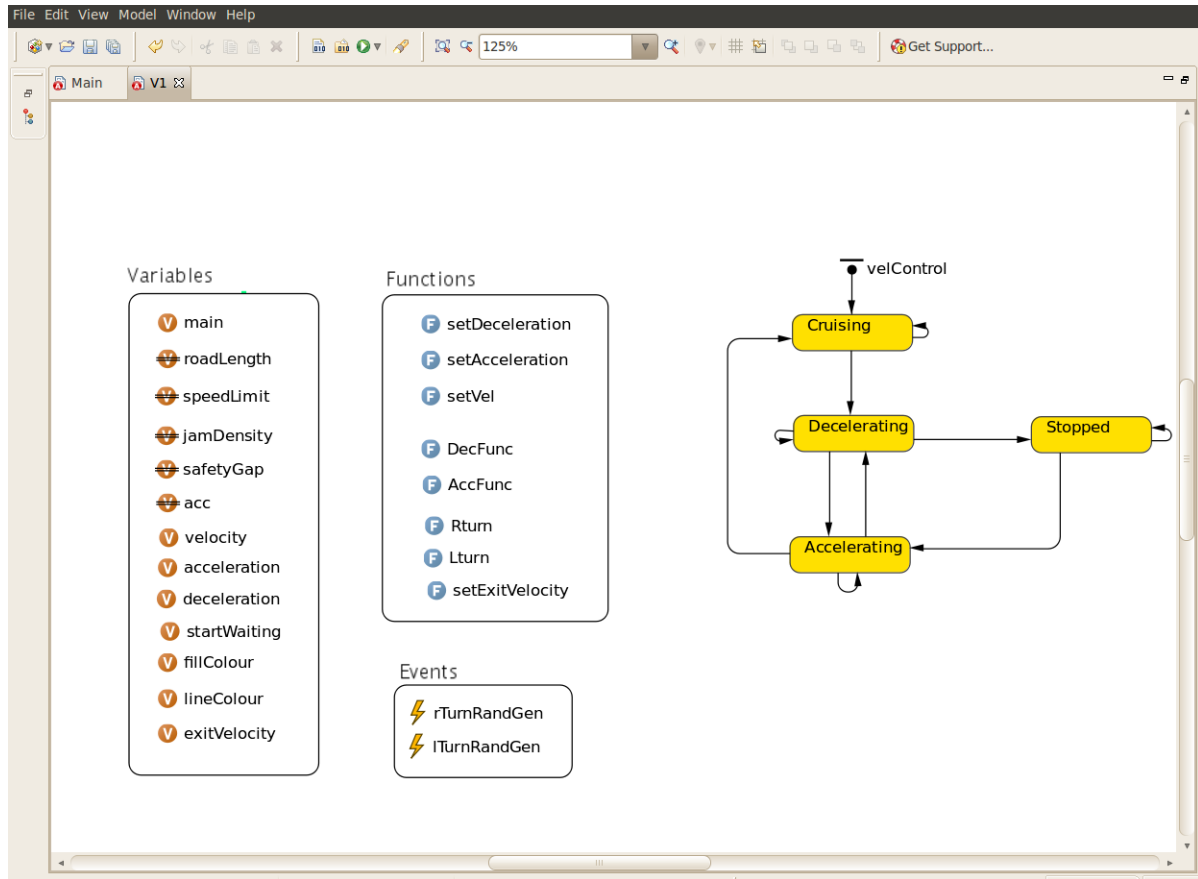 File Edit View Model Window Help
125%
Get Support...
Main
V1
Variables
main
roadLength
speedLimit
jamDensity
safetyGap
acc
velocity
acceleration
deceleration
startWaiting
fillColour
lineColour
exitVelocity
Functions
setDeceleration
setAcceleration
setVel
DecFunc
AccFunc
Rturn
Lturn
setExitVelocity
Events
rTurnRandGen
lTurnRandGen
velControl
Cruising
Decelerating
Stopped
Accelerating